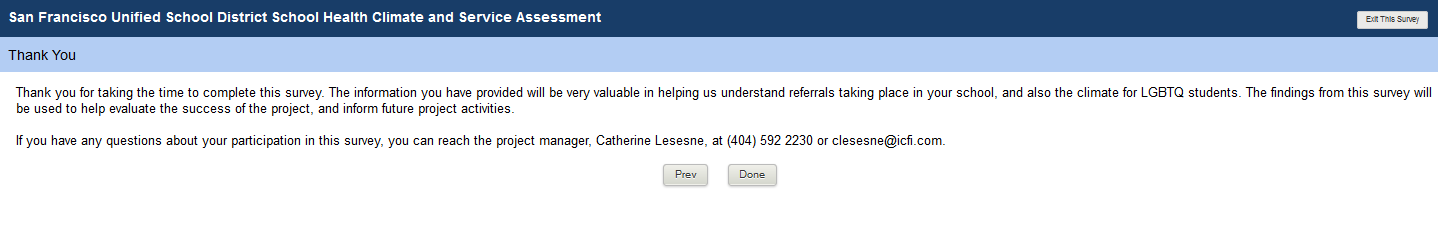 San Francisco Unified School District School Health Climate and Service Assessment
Exit This Survey
Thank You
Thank you for taking the time to complete this survey. The information you have provided will be very valuable in helping us understand referrals taking place in your school, and also the climate for LGBTQ students. The findings from this survey will
be used to help evaluate the success of the project, and inform future project activities.
If you have any questions about your participation in this survey, you can reach the project manager, Catherine Lesesne, at (404) 592 2230 or clesesne@icfi.com.
Prev Done